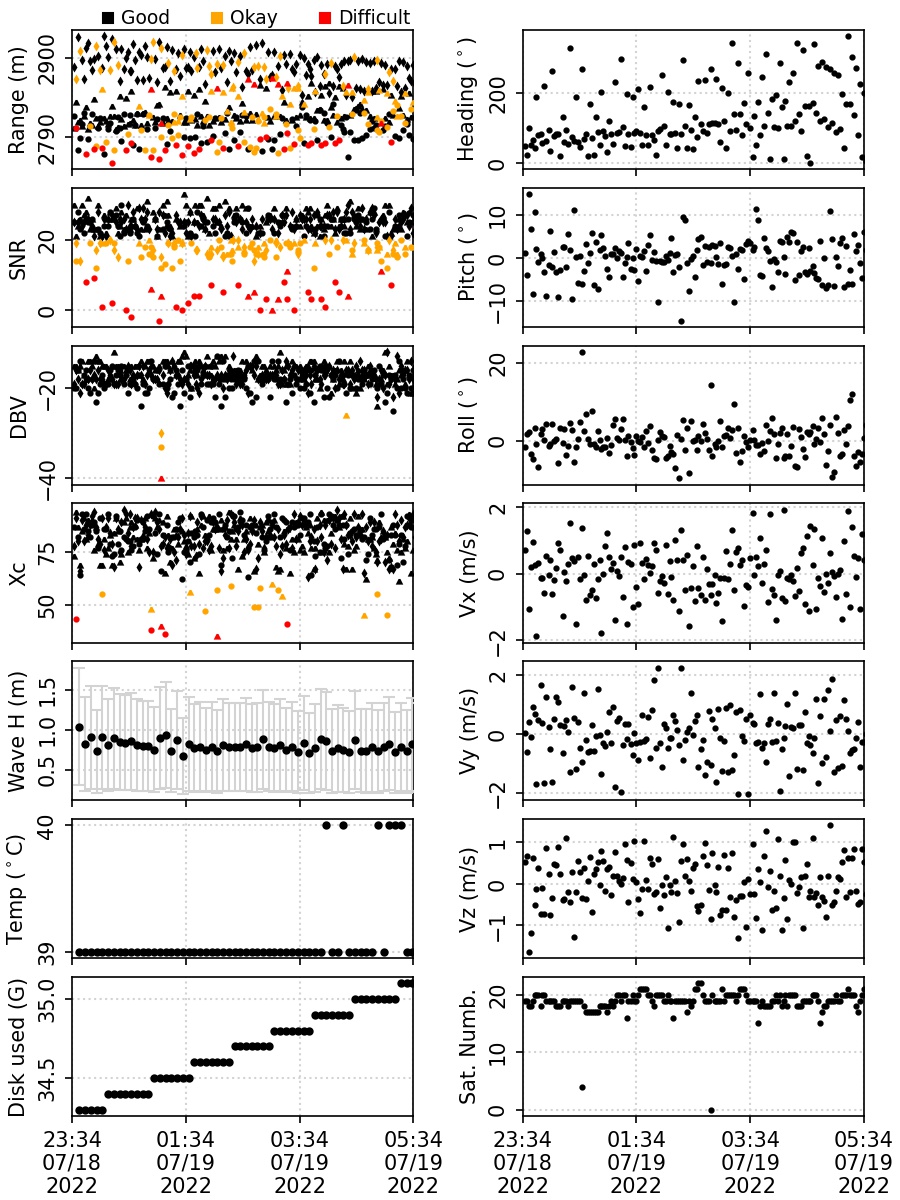 Good Okay Difficult
Range (m)
2900
2790
Heading (°)
200
0
SNR
20
0
Pitch (°)
10
0
−10
DBV
−20
−40
Roll (°)
20
0
Xc
75
50
Vx (m/s)
2
0
−2
Wave H (m)
1.5
1.0
0.5
Vy (m/s)
2
0
−2
Temp (°C)
40
39
Vz (m/s)
1
0
−1
Disk used (G)
35.0
34.5
Sat. Numb.
20
10
0
23:34 01:34 03:34 05:34 23:34 01:34 03:34 05:34
07/18 07/19 07/19 07/19 07/18 07/19 07/19 07/19
2022 2022 2022 2022 2022 2022 2022 2022